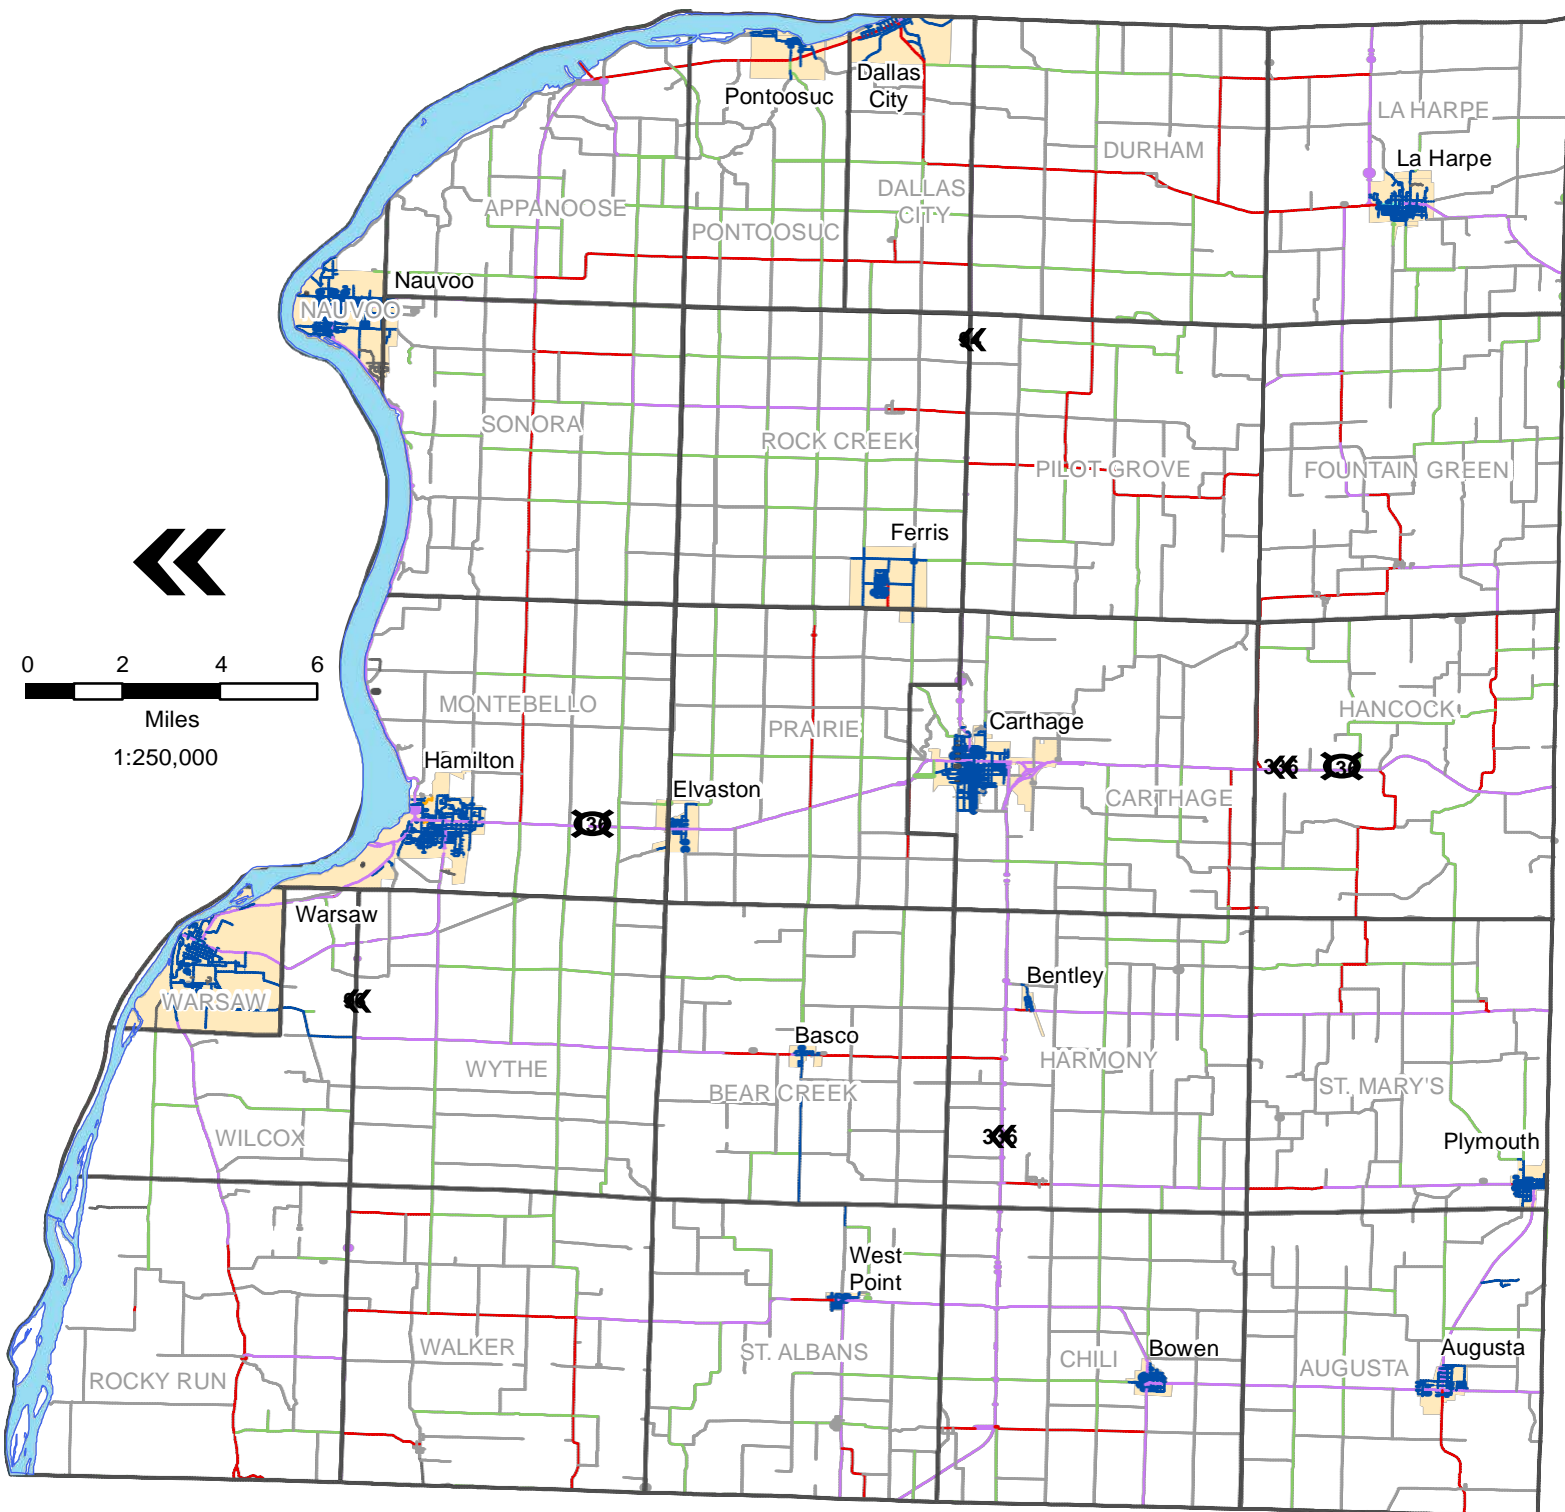 Pontoosuc
Dallas
City
LA HARPE
La Harpe
DURHAM
DALLAS
CITY
APPANOOSE
PONTOOSUC
Nauvoo
NAUVOO
SONORA
ROCK CREEK
PILOT GROVE
FOUNTAIN GREEN
Ferris
0 2 4 6
Miles
1:250,000
MONTEBELLO
PRAIRIE
Carthage
HANCOCK
Hamilton
Elvaston
CARTHAGE
Warsaw
WARSAW
Bentley
Basco
WYTHE
BEAR CREEK
HARMONY
ST. MARY'S
WILCOX
Plymouth
West
Point
ROCKY RUN
WALKER
ST. ALBANS
CHILI
Bowen
AUGUSTA
Augusta